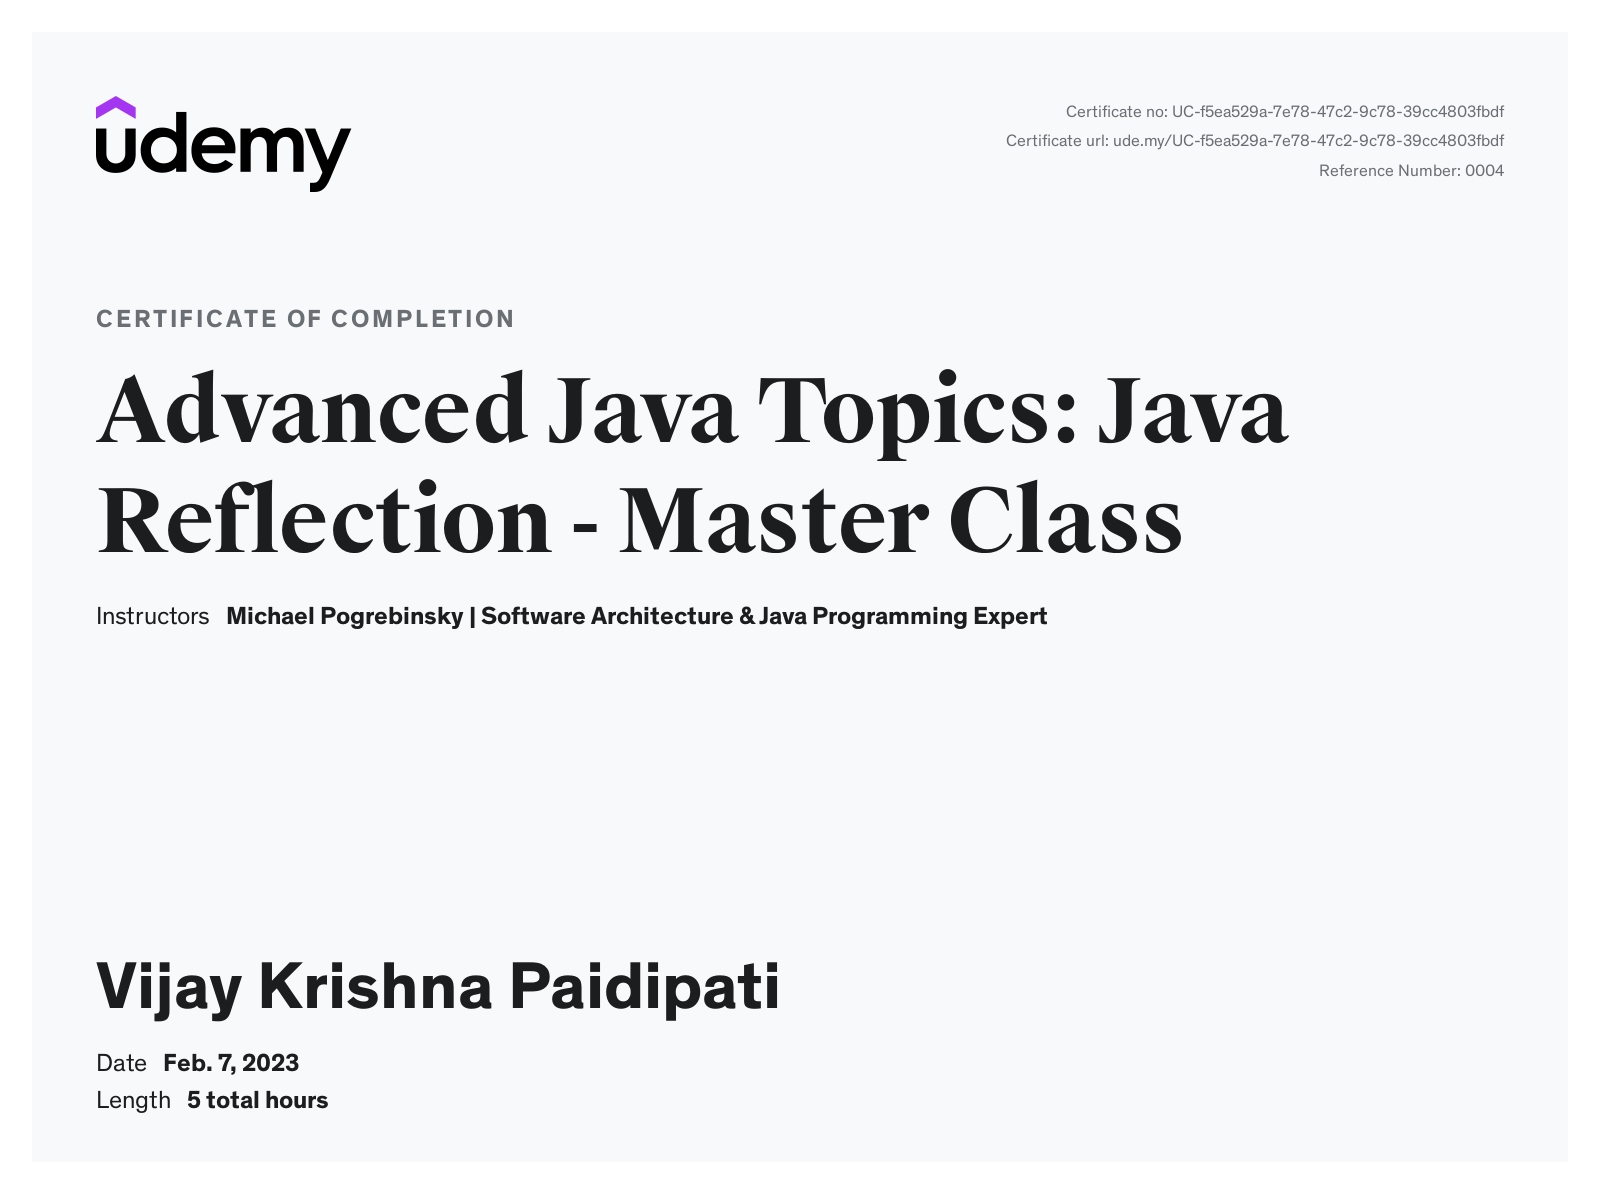 udemy
Certificate no: UC-f5ea529a-7e78-47c2-9c78-39cc4803fbdf
Certificate url: ude.my/UC-f5ea529a-7e78-47c2-9c78-39cc4803fbdf
Reference Number: 0004
CERTIFICATE OF COMPLETION
Advanced Java Topics: Java
Reflection - Master Class
Instructors Michael Pogrebinsky | Software Architecture & Java Programming Expert
Vijay Krishna Paidipati
Date Feb. 7, 2023
Length 5 total hours